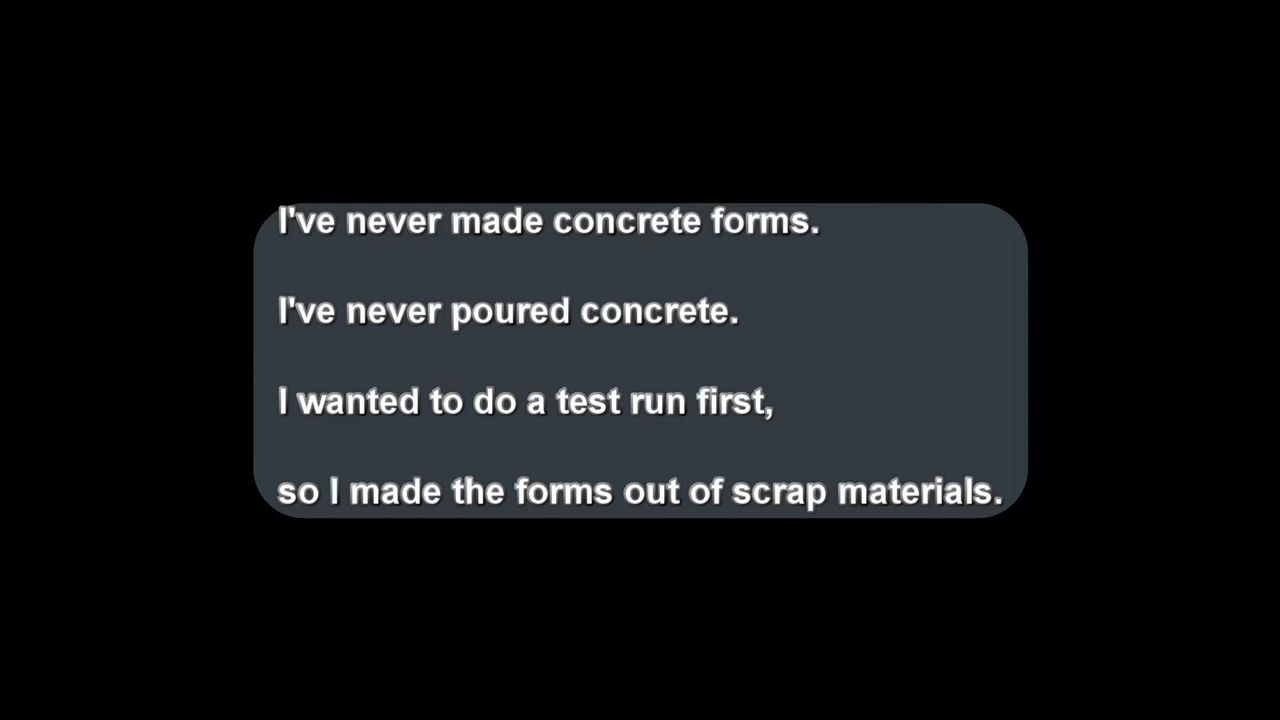 I've never made concrete forms.
I've never poured concrete.
I wanted to do a test run first,
so I made the forms out of scrap materials.